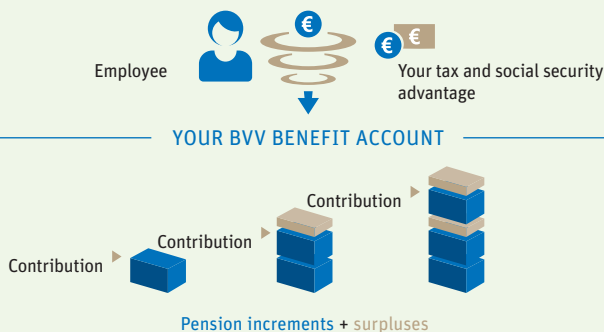 €
€
€
Employee
Your tax and social security
advantage
YOUR BVV BENEFIT ACCOUNT
Contribution
Contribution
Contribution
Pension increments + surpluses